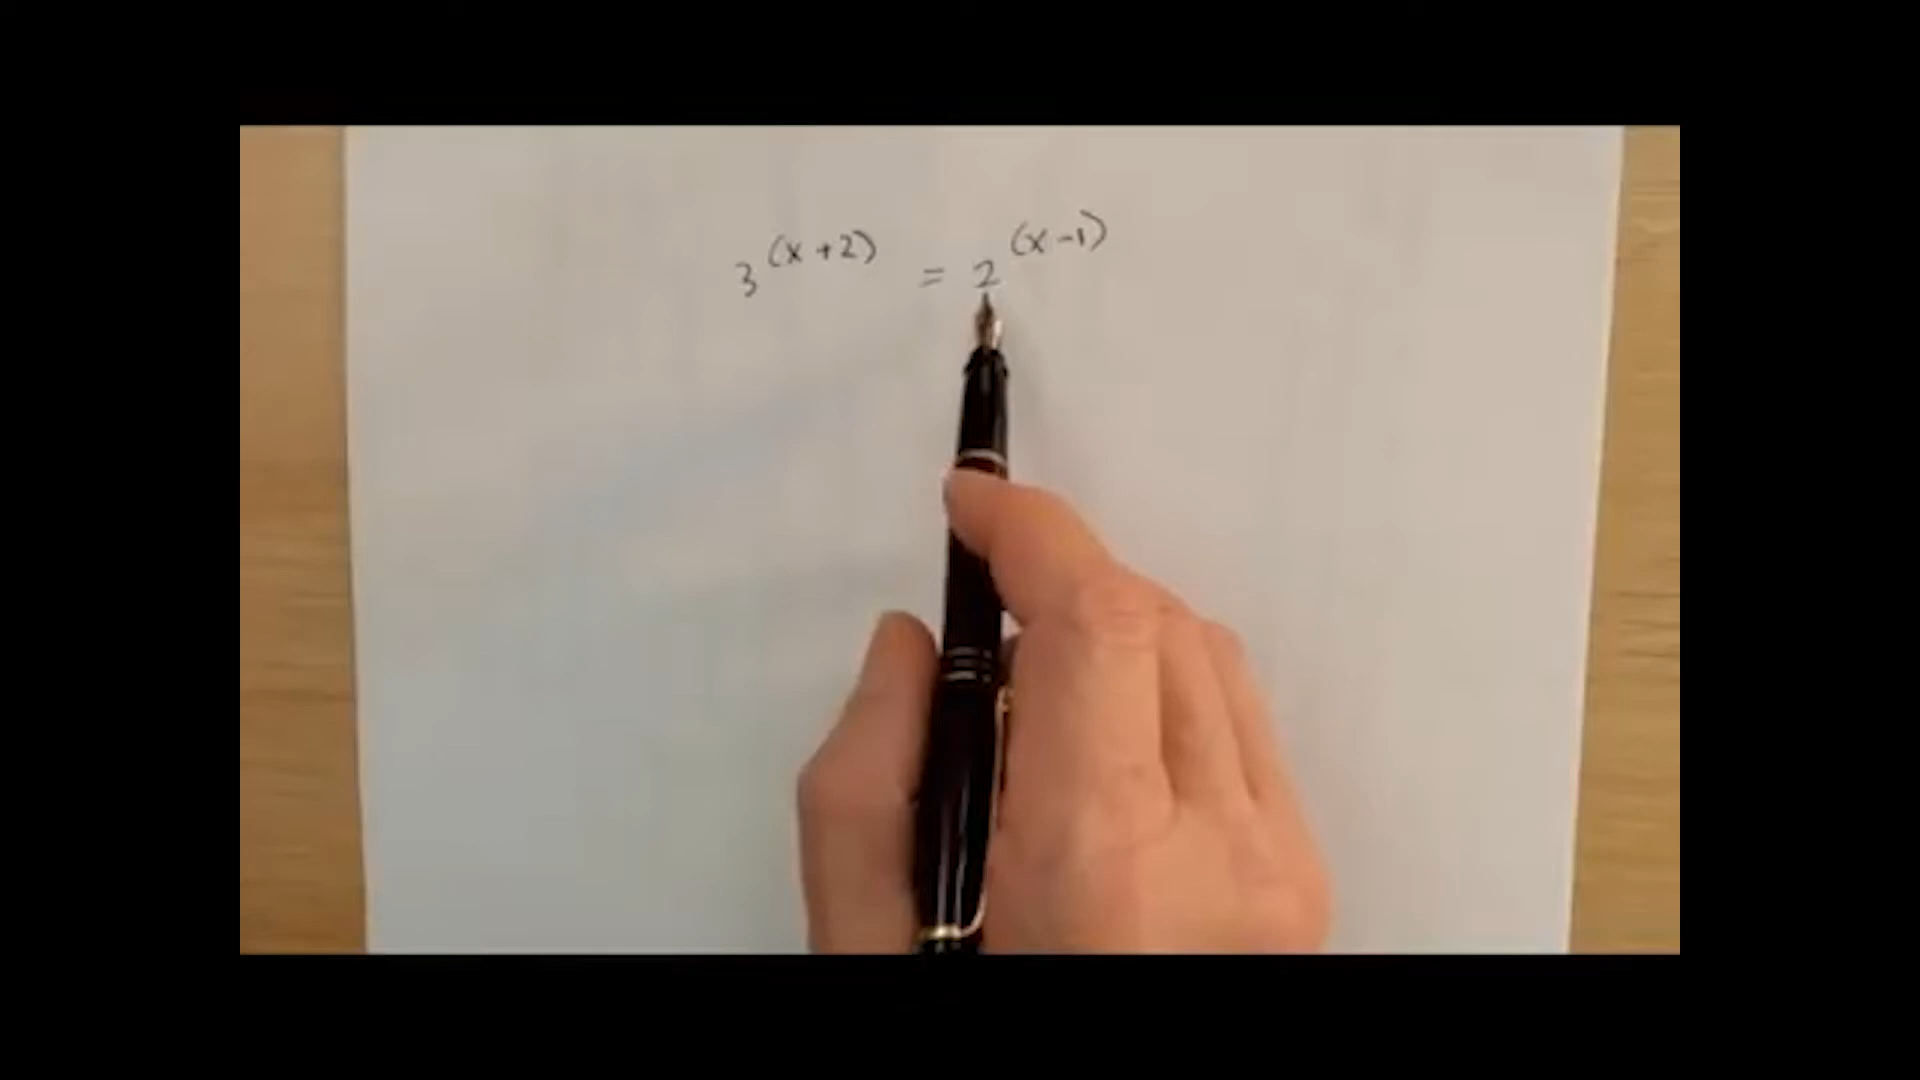 3^(x+2) = 2^(x-1)